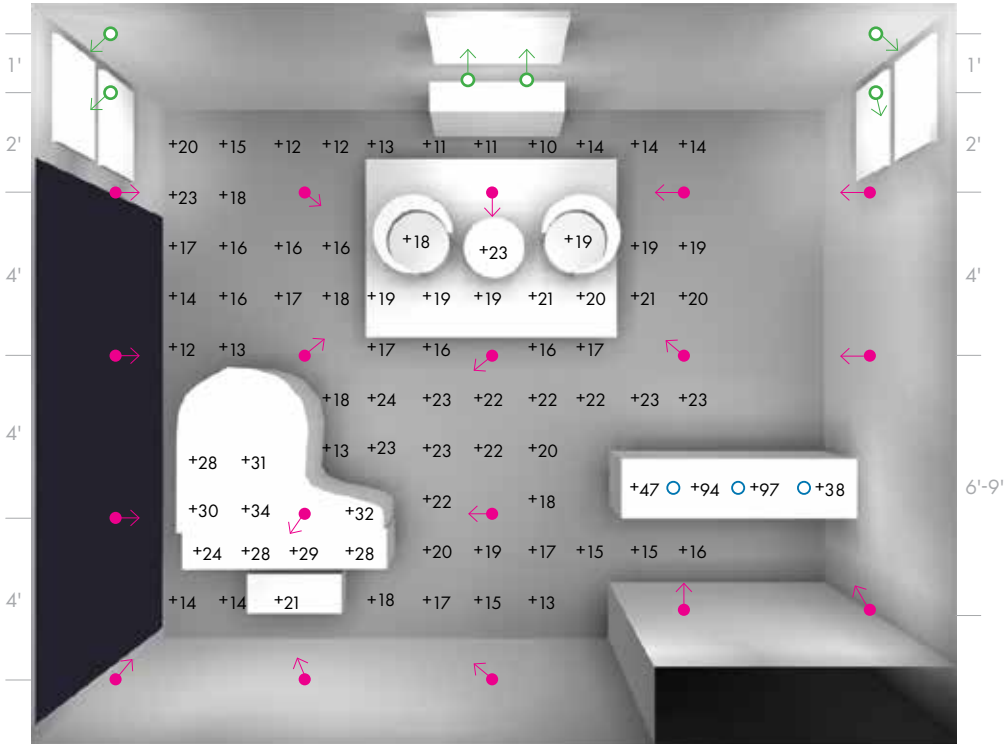 1' 1'
2' +20 +15 +12 +12 +13 +11 +11 +10 +14 +14 +14 2'
+23 +18
+18 +19
+17 +16 +16 +16 +23 +19 +19
4' 4'
+14 +16 +17 +18 +19 +19 +19 +21 +20 +21 +20
+12 +13 +17 +16 +16 +17
+18 +24 +23 +22 +22 +22 +23 +23
4'
+13 +23 +23 +22 +20
+28 +31
+47 +94 +97 +38 6'-9'
+22 +18
+30 +34 +32
+24 +28 +29 +28 +20 +19 +17 +15 +15 +16
4' +14 +14 +21 +18 +17 +15 +13